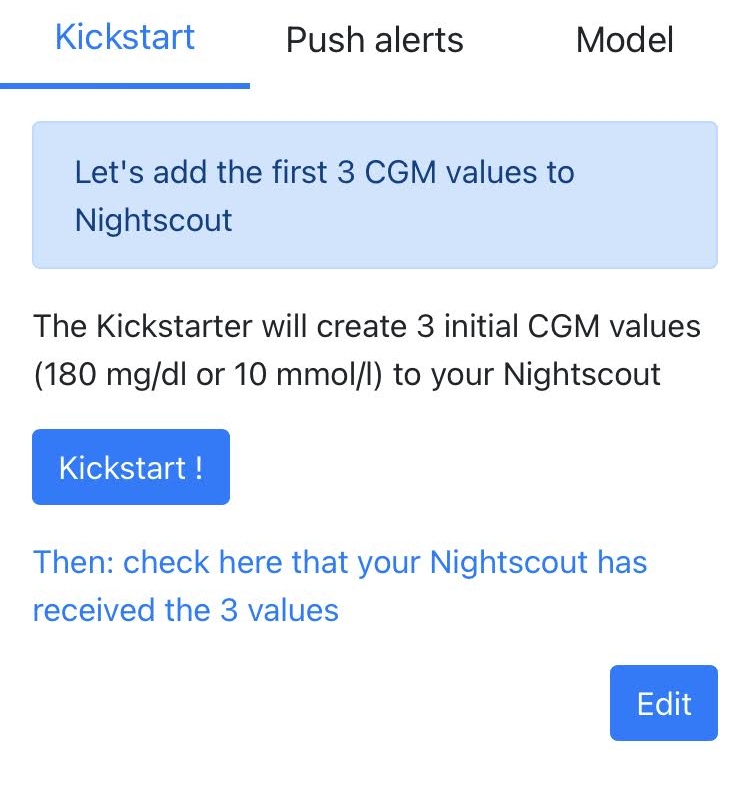 Kickstart Push alerts Model
Let's add the first 3 CGM values to
Nightscout
The Kickstarter will create 3 initial CGM values
(180 mg/dl or 10 mmol/l) to your Nightscout
Kickstart !
Then: check here that your Nightscout has
received the 3 values
Edit